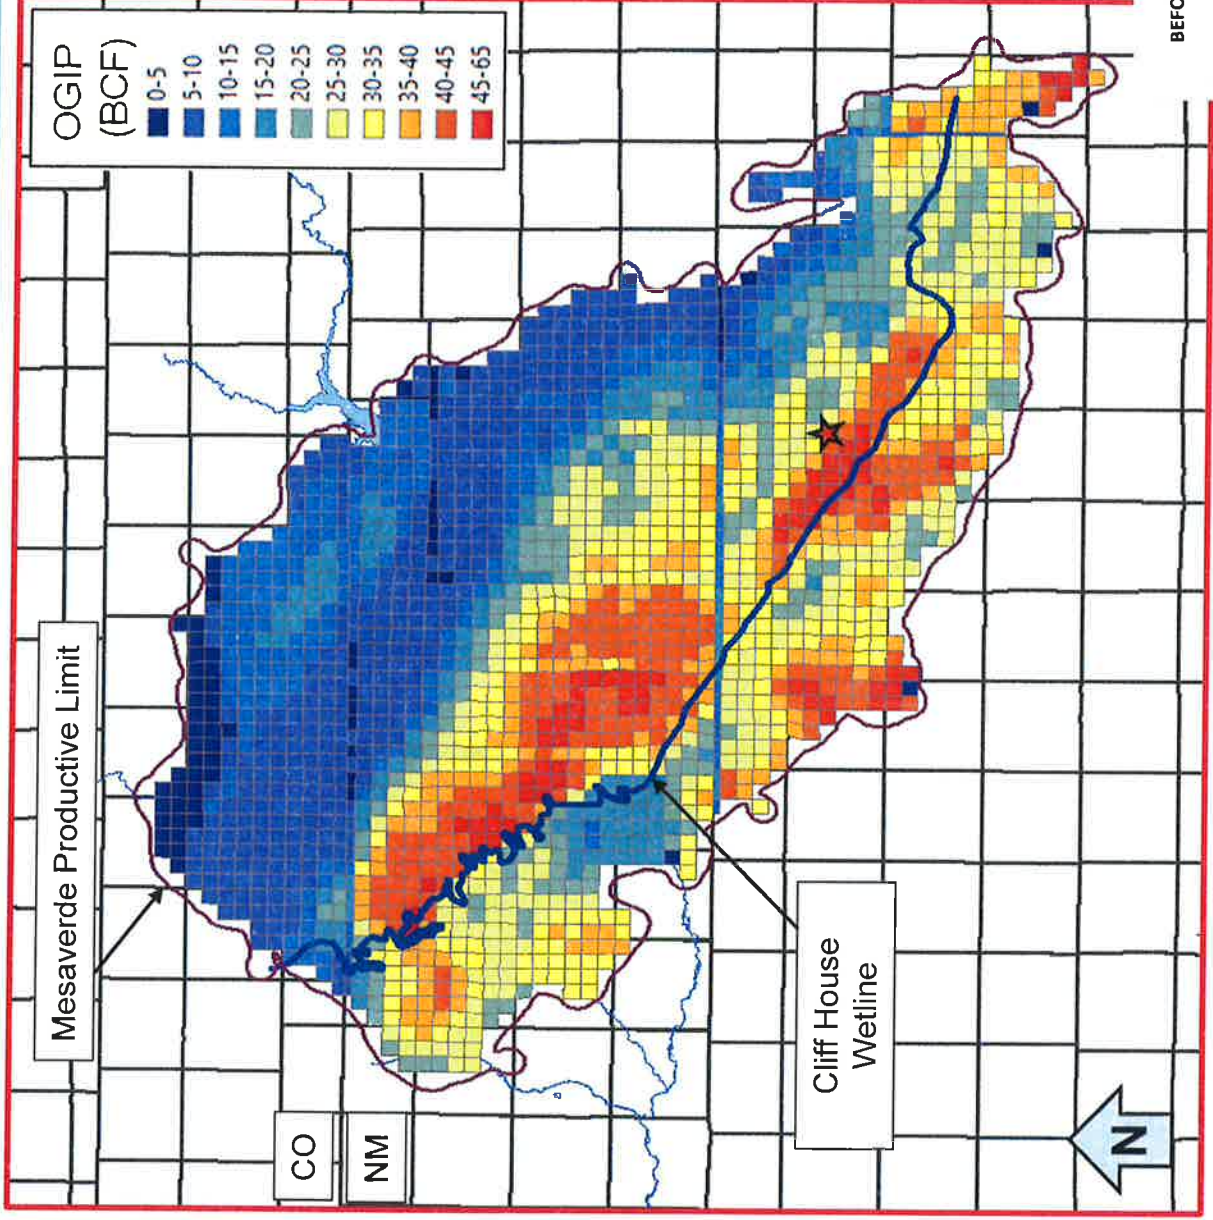 OGIP
(BCF)
0-5
5-10
10-15
15-20
20-25
25-30
30-35
35-40
40-45
45-65
Mesaverde Productive Limit
CO
NM
Cliff House
Wetline
N
BEFO